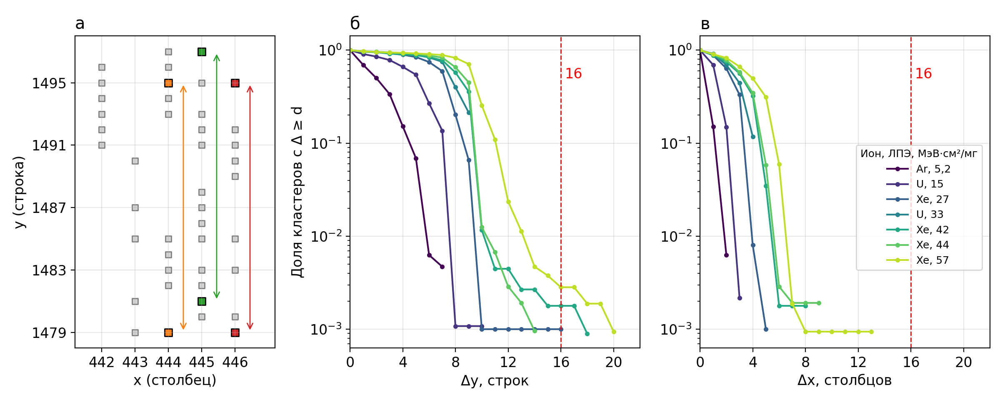 а
y (строка)
1495
1491
1487
1483
1479
442 443 444 445 446
x (столбец)
б
Доля кластеров с Δ ≥ d
10⁰
10⁻¹
10⁻²
10⁻³
16
0 4 8 12 16 20
Δy, строк
в
10⁰
10⁻¹
10⁻²
10⁻³
16
Ион, ЛПЭ, МэВ·см²/мг
Ar, 5,2
U, 15
Xe, 27
U, 33
Xe, 42
Xe, 44
Xe, 57
0 4 8 12 16 20
Δx, столбцов